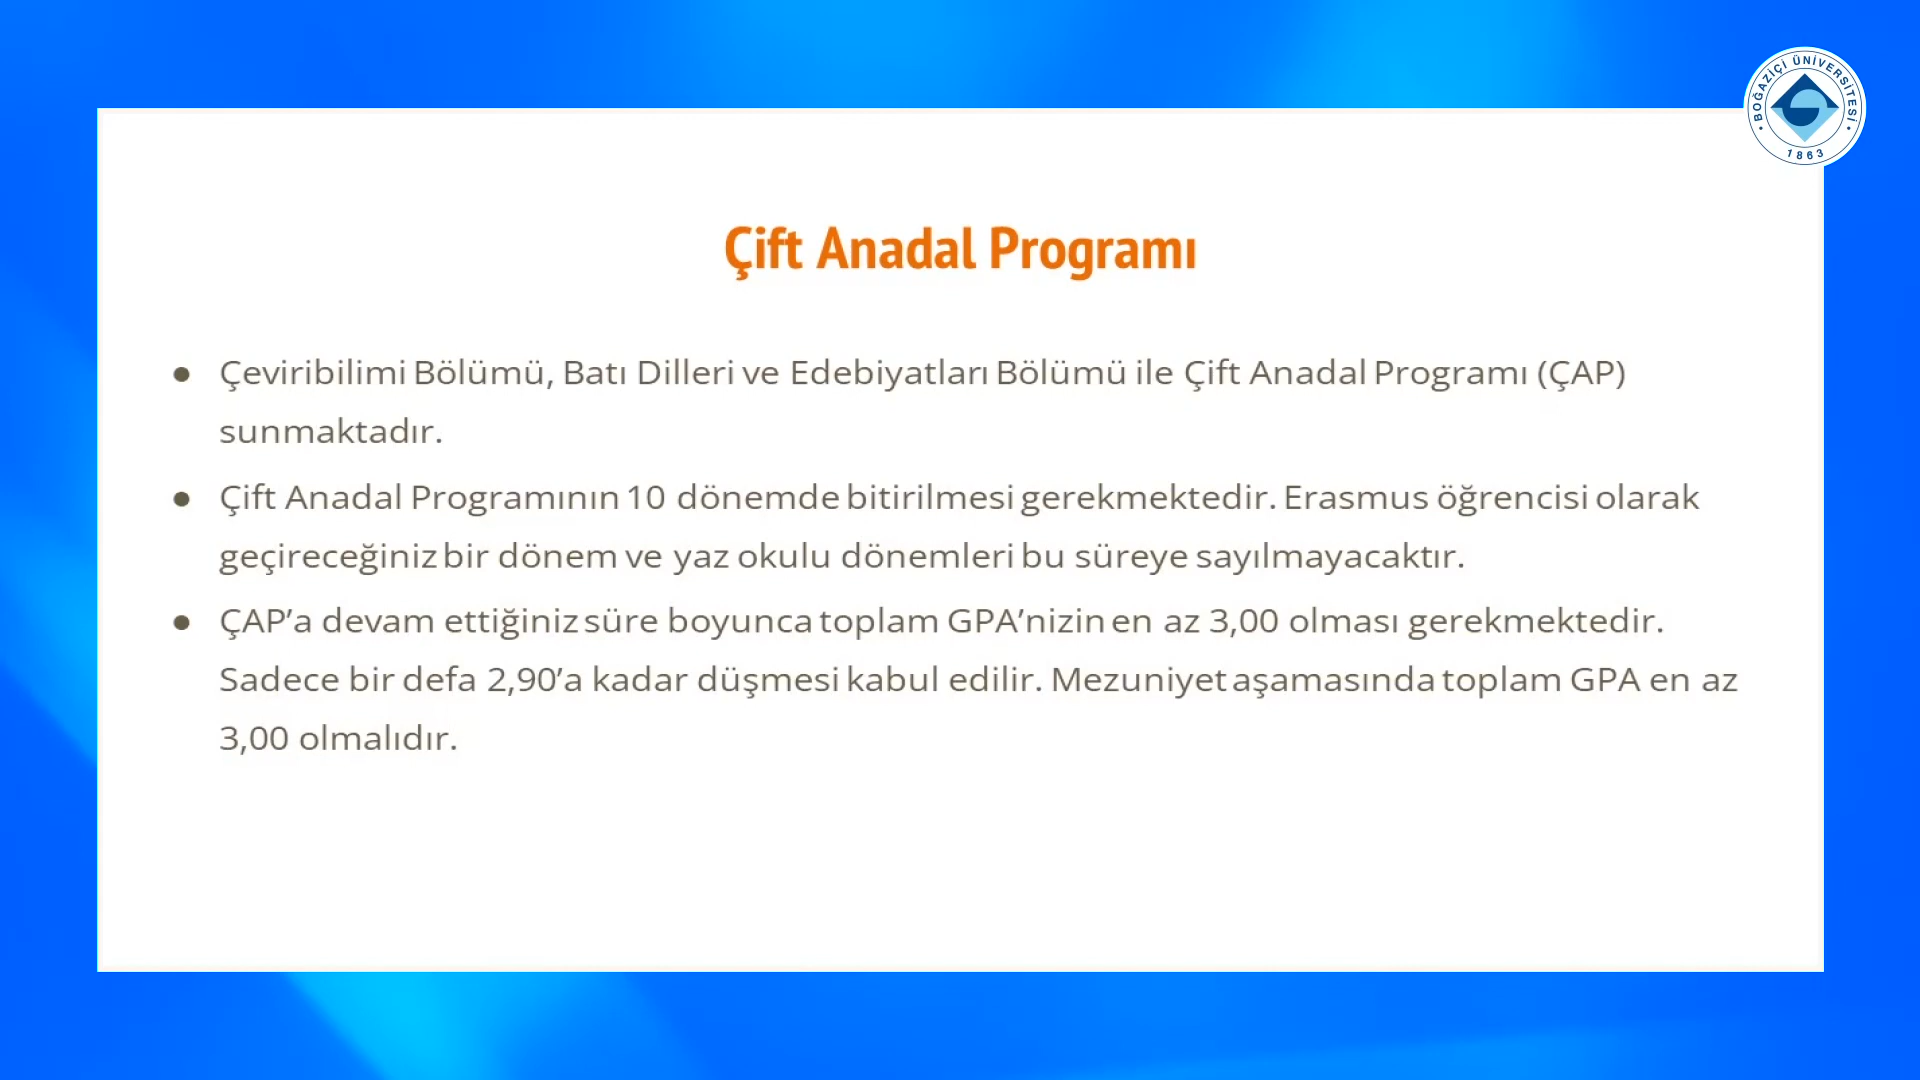 BOĞAZİÇİ ÜNİVERSİTESİ
1863
Çift Anadal Programı
● Çeviribilimi Bölümü, Batı Dilleri ve Edebiyatları Bölümü ile Çift Anadal Programı (ÇAP)
sunmaktadır.
● Çift Anadal Programının 10 dönemde bitirilmesi gerekmektedir. Erasmus öğrencisi olarak
geçireceğiniz bir dönem ve yaz okulu dönemleri bu süreye sayılmayacaktır.
● ÇAP’a devam ettiğiniz süre boyunca toplam GPA’nizin en az 3,00 olması gerekmektedir.
Sadece bir defa 2,90’a kadar düşmesi kabul edilir. Mezuniyet aşamasında toplam GPA en az
3,00 olmalıdır.